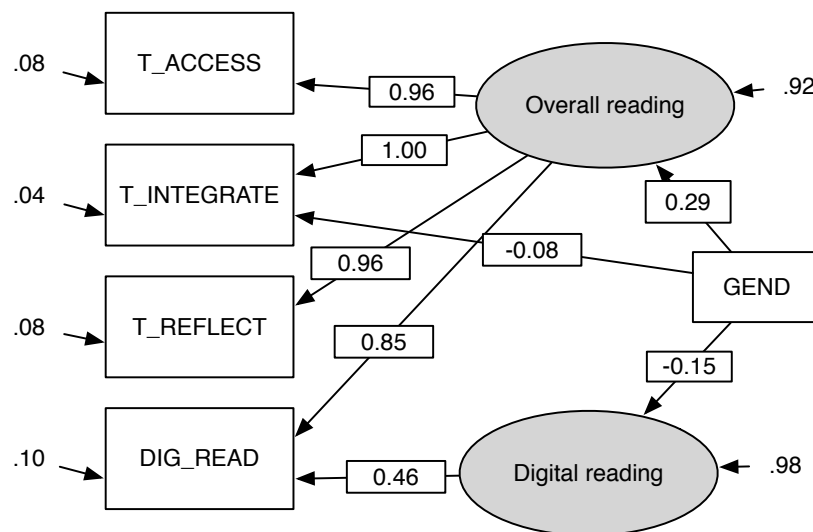 .08
T_ACCESS
0.96
Overall reading
.92
1.00
.04
T_INTEGRATE
0.29
-0.08
0.96
GEND
.08
T_REFLECT
0.85
-0.15
.10
DIG_READ
0.46
Digital reading
.98